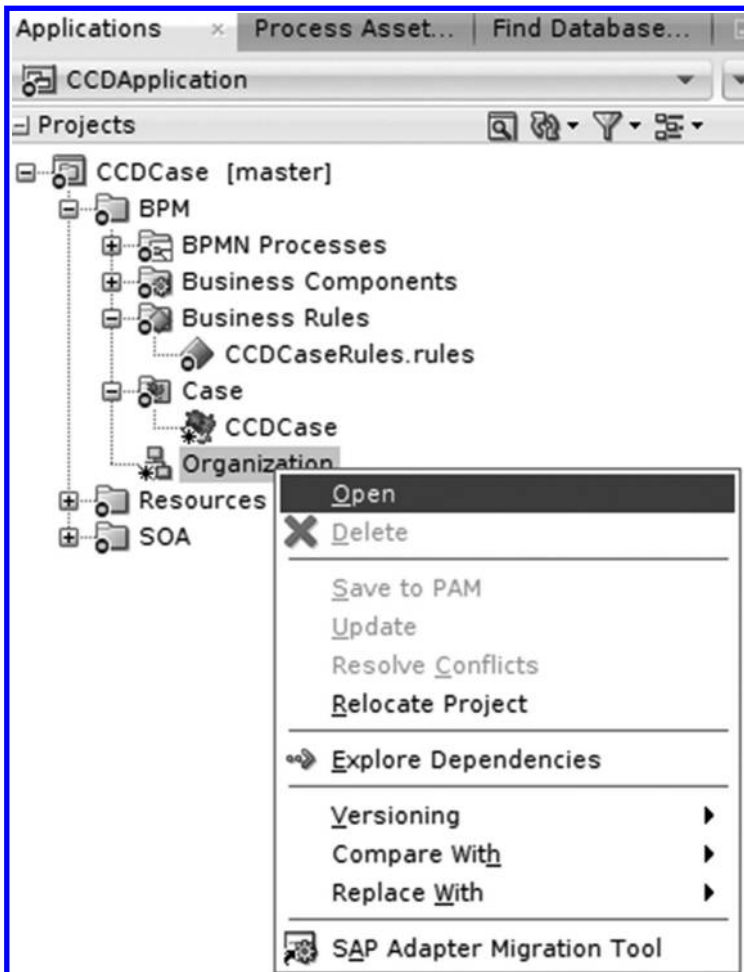 Applications Process Asset... Find Database...
CCDApplication
Projects
CCDCase [master]
BPM
BPMN Processes
Business Components
Business Rules
CCDCaseRules.rules
Case
CCDCase
Organization
Resources
SOA
Open
Delete
Save to PAM
Update
Resolve Conflicts
Relocate Project
Explore Dependencies
Versioning
Compare With
Replace With
SAP Adapter Migration Tool